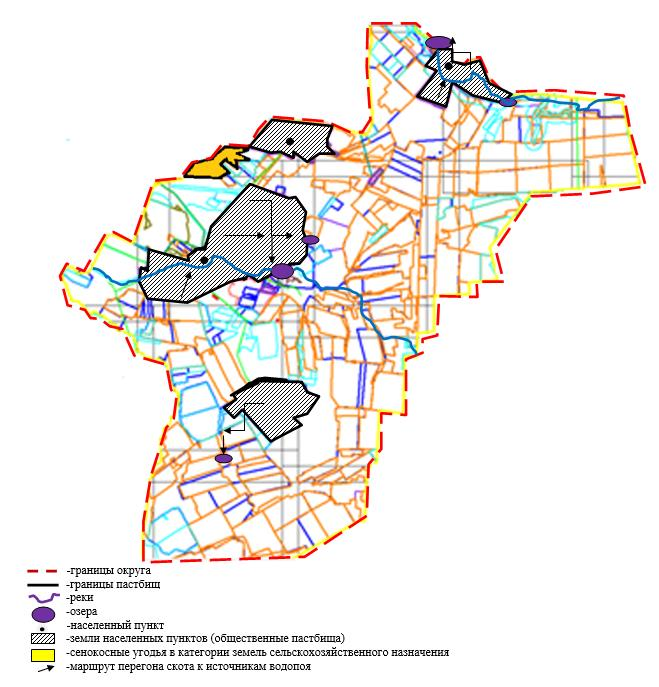 -границы округа
-границы пастбищ
-реки
-озера
-населенный пункт
-земли населенных пунктов (общественные пастбища)
-сенокосные угодья в категории земель сельскохозяйственного назначения
-маршрут перегона скота к источникам водопоя